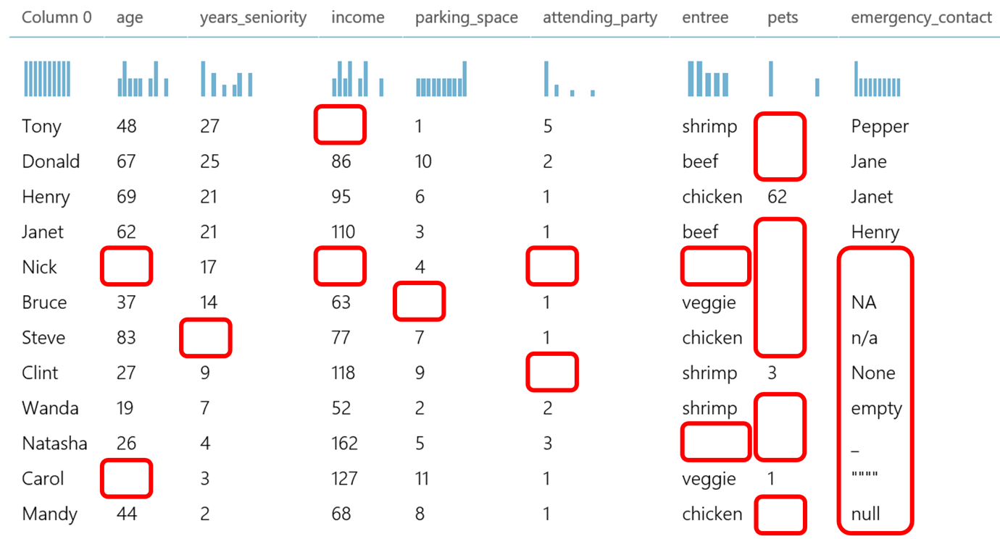 Column 0 age years_seniority income parking_space attending_party entree pets emergency_contact
Tony 48 27 1 5 shrimp Pepper
Donald 67 25 86 10 2 beef Jane
Henry 69 21 95 6 1 chicken 62 Janet
Janet 62 21 110 3 1 beef Henry
Nick 17 4
Bruce 37 14 63 1 veggie NA
Steve 83 77 7 1 chicken n/a
Clint 27 9 118 9 shrimp 3 None
Wanda 19 7 52 2 2 shrimp empty
Natasha 26 4 162 5 3 _
Carol 3 127 11 1 veggie 1 """"
Mandy 44 2 68 8 1 chicken null